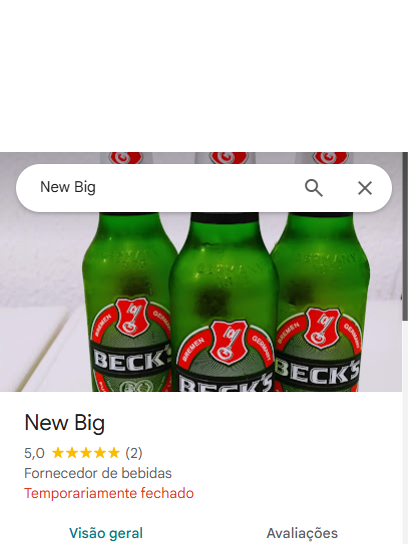 New Big
BREMEN GERMANY
BECK'S
BREMEN GERMANY
BECK'S
BREMEN GERMANY
BECK'S
New Big
5,0 ★★★★★ (2)
Fornecedor de bebidas
Temporariamente fechado
Visão geral Avaliações